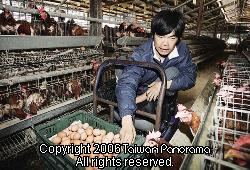 Copyright 2006 Taiwan Panorama
All rights reserved.